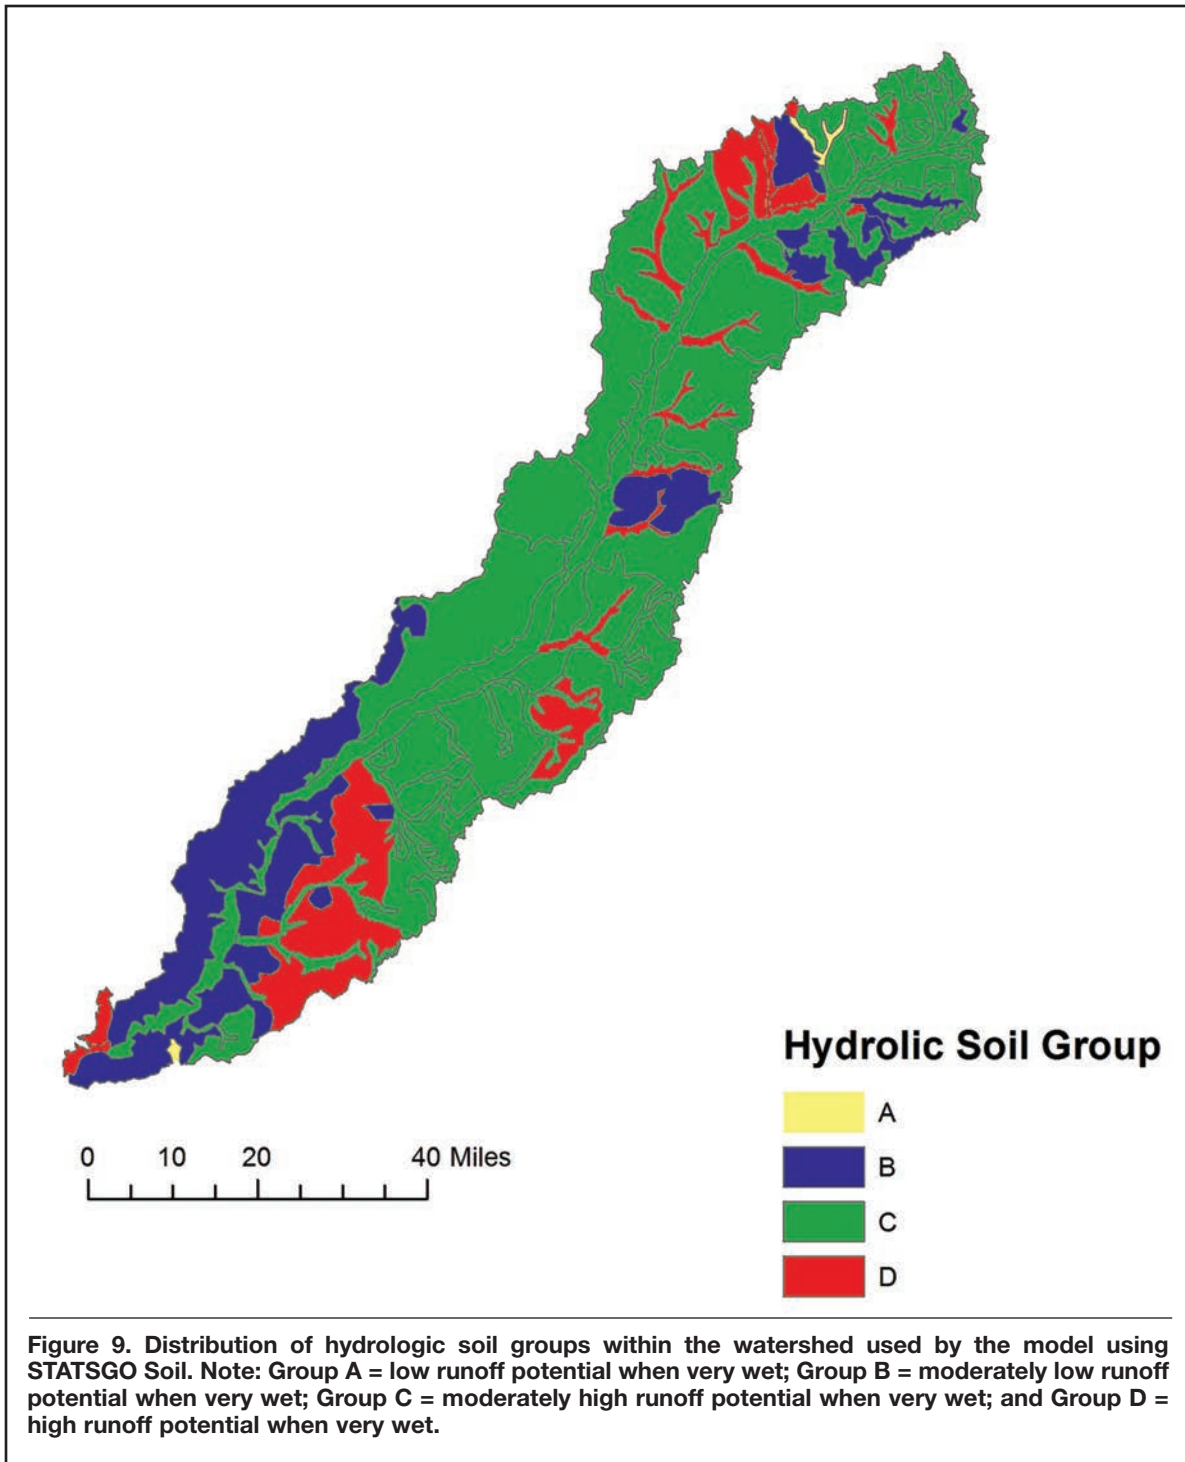 Hydrolic Soil Group
A
B
C
D
0 10 20 40 Miles
Figure 9. Distribution of hydrologic soil groups within the watershed used by the model using
STATSGO Soil. Note: Group A = low runoff potential when very wet; Group B = moderately low runoff
potential when very wet; Group C = moderately high runoff potential when very wet; and Group D =
high runoff potential when very wet.